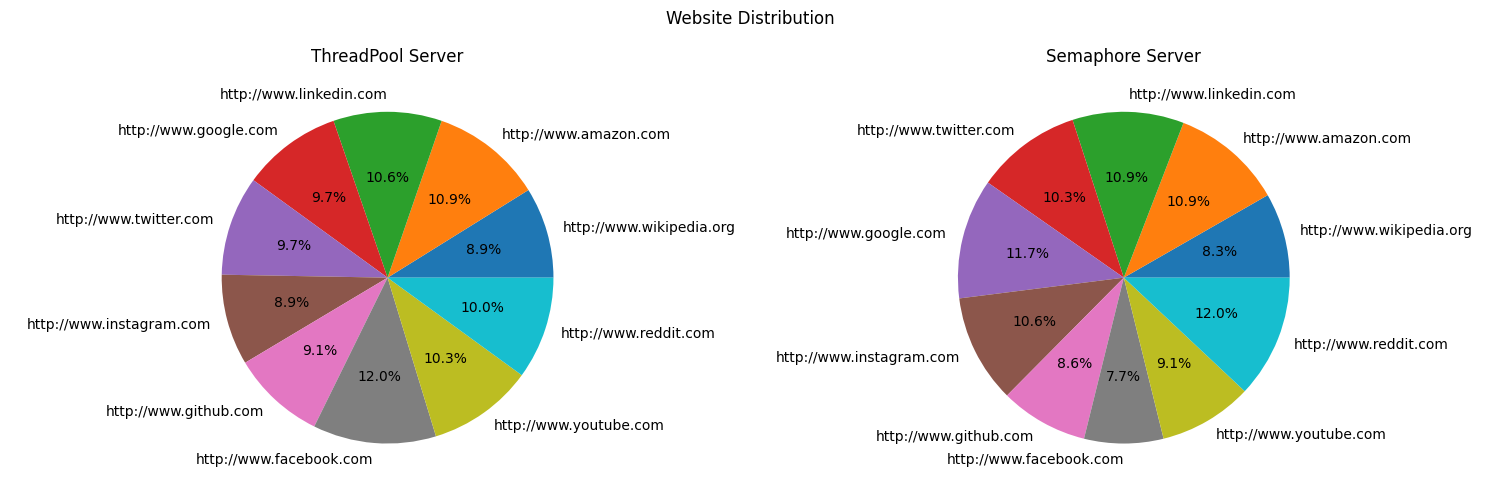 Website Distribution
ThreadPool Server
http://www.linkedin.com
http://www.google.com
http://www.amazon.com
http://www.twitter.com
http://www.wikipedia.org
http://www.instagram.com
http://www.reddit.com
http://www.github.com
http://www.youtube.com
http://www.facebook.com
10.6%
9.7%
10.9%
9.7%
8.9%
8.9%
10.0%
9.1%
10.3%
12.0%
Semaphore Server
http://www.linkedin.com
http://www.twitter.com
http://www.amazon.com
http://www.google.com
http://www.wikipedia.org
http://www.instagram.com
http://www.reddit.com
http://www.github.com
http://www.youtube.com
http://www.facebook.com
10.9%
10.3%
10.9%
11.7%
8.3%
10.6%
12.0%
8.6%
7.7%
9.1%